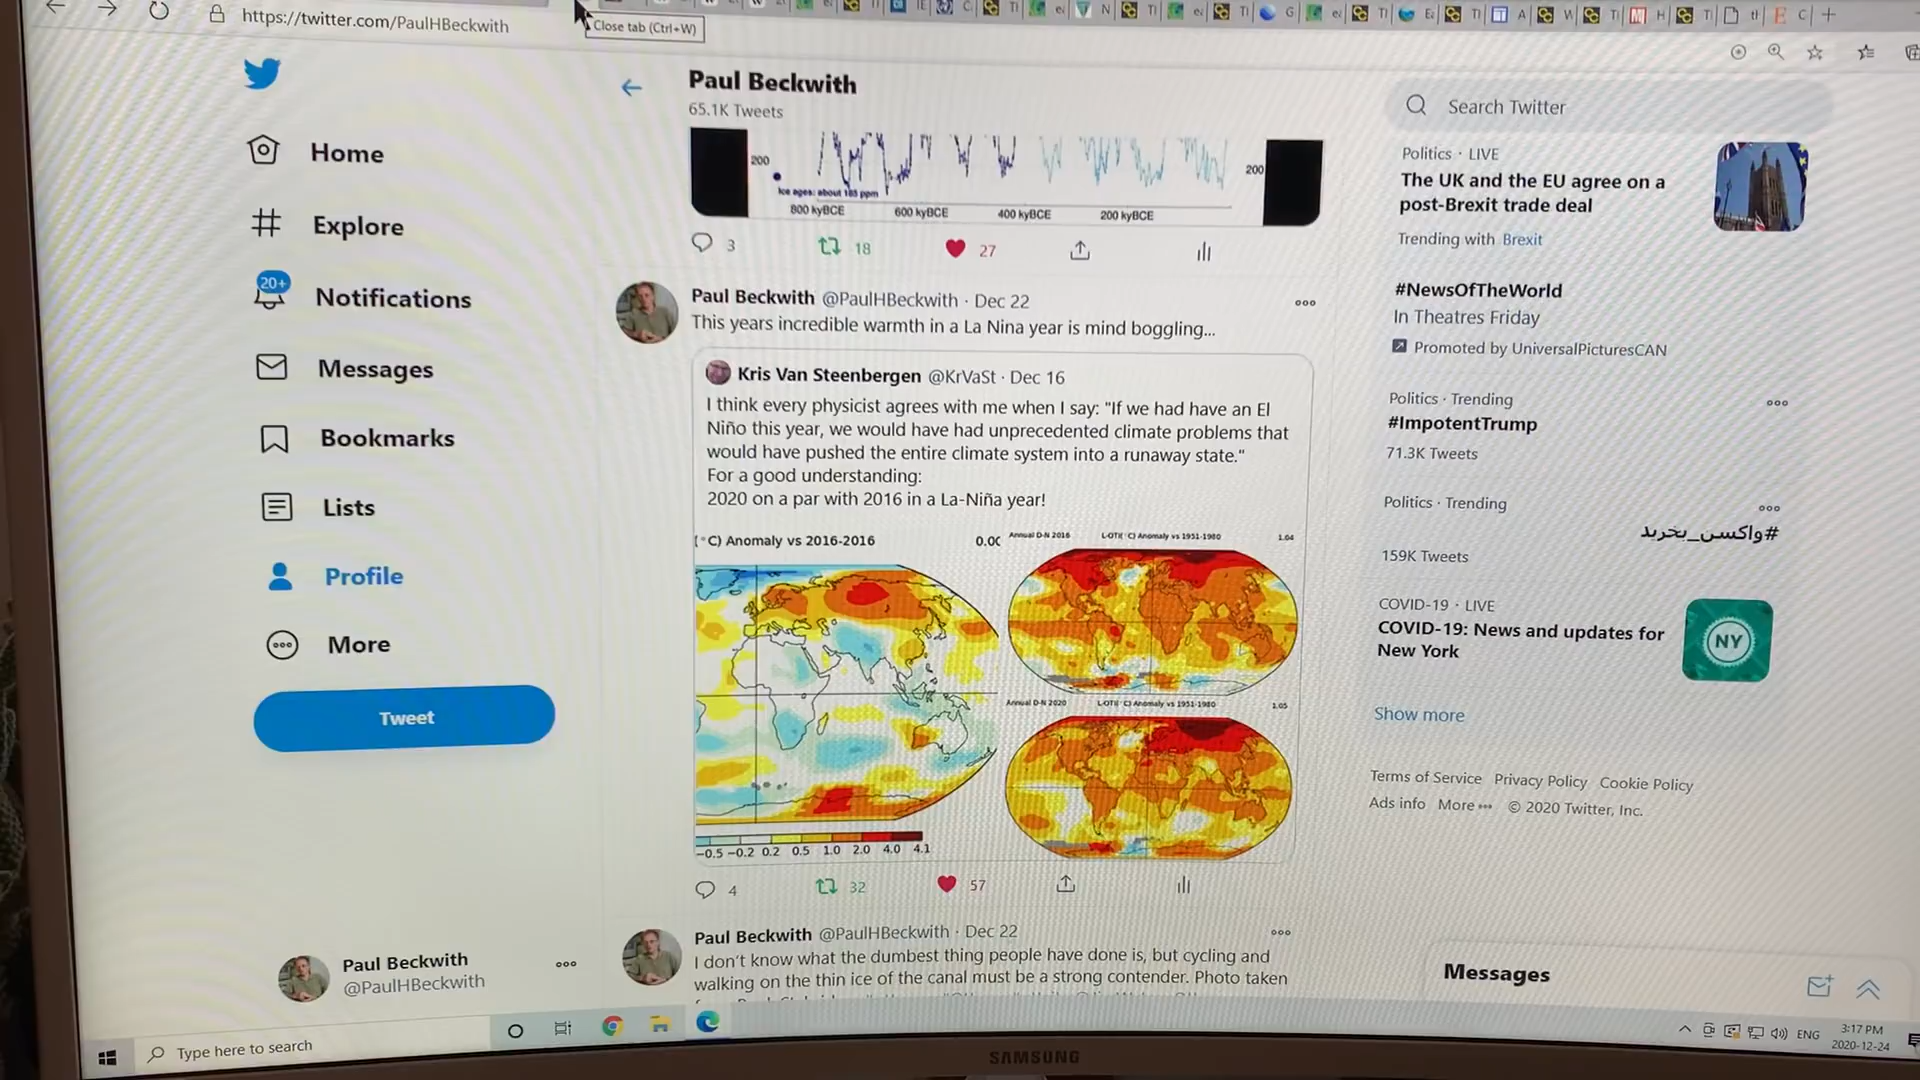 https://twitter.com/PaulHBeckwith
Close tab (Ctrl+W)
Home
Explore
20+
Notifications
Messages
Bookmarks
Lists
Profile
More
Tweet
Paul Beckwith
@PaulHBeckwith
Paul Beckwith
65.1K Tweets
200
200
Ice ages: about 185 ppm
800 kyBCE 600 kyBCE 400 kyBCE 200 kyBCE
3 18 27
Paul Beckwith @PaulHBeckwith · Dec 22
This years incredible warmth in a La Nina year is mind boggling...
Kris Van Steenbergen @KrVaSt · Dec 16
I think every physicist agrees with me when I say: "If we had have an El
Niño this year, we would have had unprecedented climate problems that
would have pushed the entire climate system into a runaway state."
For a good understanding:
2020 on a par with 2016 in a La-Niña year!
(°C) Anomaly vs 2016-2016 0.00
Annual D-N 2016 L-OTI(°C) Anomaly vs 1951-1980 1.04
Annual D-N 2020 L-OTI(°C) Anomaly vs 1951-1980 1.05
-0.5 -0.2 0.2 0.5 1.0 2.0 4.0 4.1
4 32 57
Paul Beckwith @PaulHBeckwith · Dec 22
I don't know what the dumbest thing people have done is, but cycling and
walking on the thin ice of the canal must be a strong contender. Photo taken
Search Twitter
Politics · LIVE
The UK and the EU agree on a
post-Brexit trade deal
Trending with Brexit
#NewsOfTheWorld
In Theatres Friday
Promoted by UniversalPicturesCAN
Politics · Trending
#ImpotentTrump
71.3K Tweets
Politics · Trending
#واکسن_بخرید
159K Tweets
COVID-19 · LIVE
COVID-19: News and updates for
New York
NY
Show more
Terms of Service Privacy Policy Cookie Policy
Ads info More ••• © 2020 Twitter, Inc.
Messages
Type here to search
ENG
3:17 PM
2020-12-24
SAMSUNG